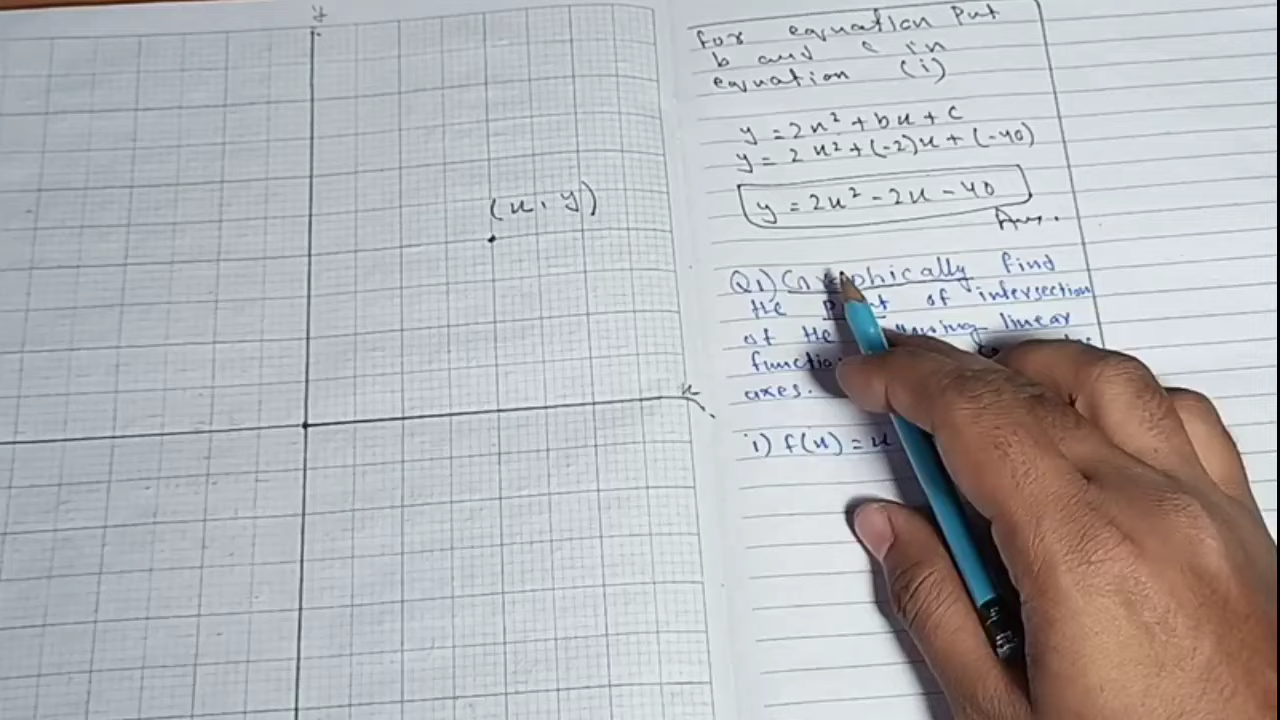 y
(x, y)
x
for equation Put
b and c in
equation (i)
y = 2x² + bx + c
y = 2x² + (-2)x + (-40)
y = 2x² - 2x - 40
Ans.
Q1) Graphically find
the Point of intersection
of the linear
axes.
i) f(x) = x